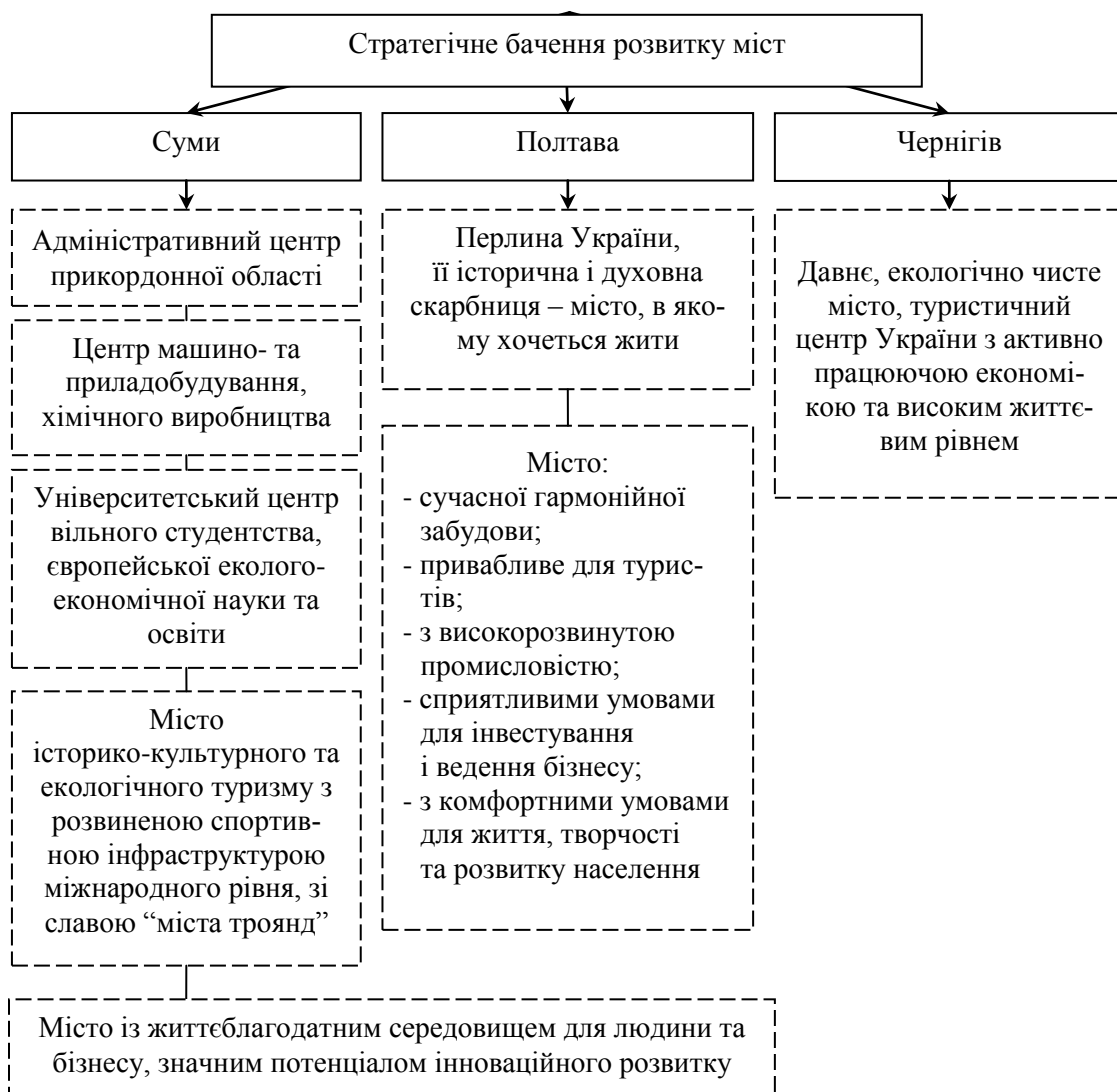 Стратегічне бачення розвитку міст
Суми
Полтава
Чернігів
Адміністративний центр
прикордонної області
Центр машино- та
приладобудування,
хімічного виробництва
Університетський центр
вільного студентства,
європейської еколого-
економічної науки та
освіти
Місто
історико-культурного та
екологічного туризму з
розвиненою спортив-
ною інфраструктурою
міжнародного рівня, зі
славою “міста троянд”
Місто із життєблагодатним середовищем для людини та
бізнесу, значним потенціалом інноваційного розвитку
Перлина України,
її історична і духовна
скарбниця – місто, в яко-
му хочеться жити
Місто:
- сучасної гармонійної
забудови;
- привабливе для турис-
тів;
- з високорозвинутою
промисловістю;
- сприятливими умовами
для інвестування
і ведення бізнесу;
- з комфортними умовами
для життя, творчості
та розвитку населення
Давнє, екологічно чисте
місто, туристичний
центр України з активно
працюючою економі-
кою та високим життє-
вим рівнем